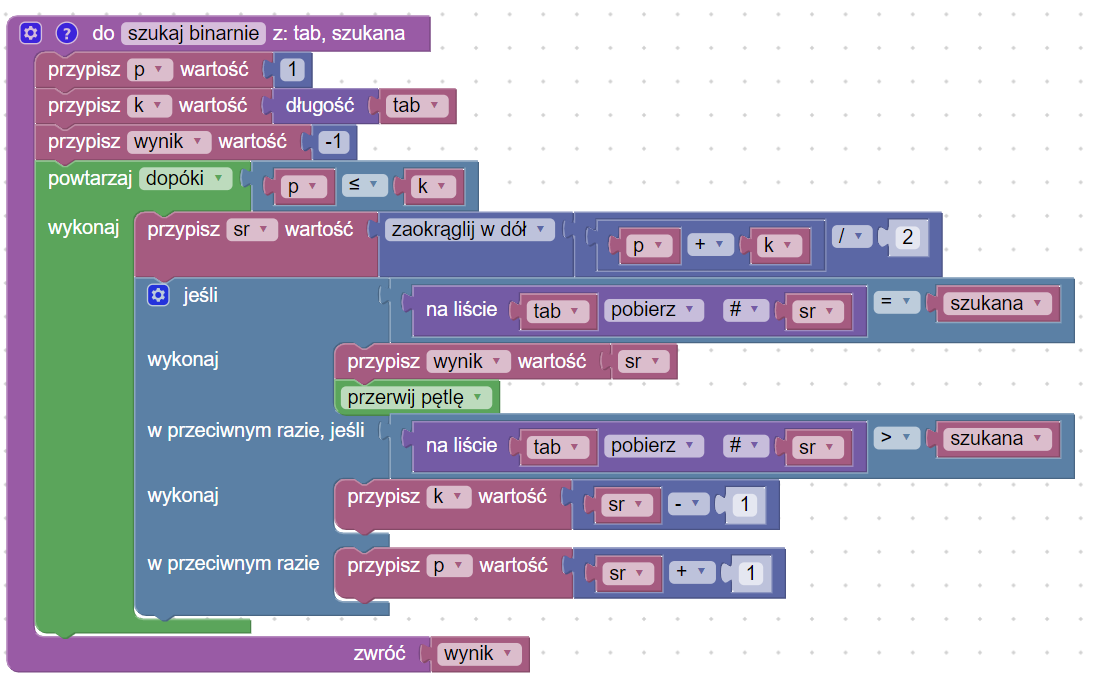 ? do szukaj binarnie z: tab, szukana
przypisz p wartość 1
przypisz k wartość długość tab
przypisz wynik wartość -1
powtarzaj dopóki p ≤ k
wykonaj przypisz sr wartość zaokrąglij w dół p + k / 2
jeśli na liście tab pobierz # sr = szukana
wykonaj przypisz wynik wartość sr
przerwij pętlę
w przeciwnym razie, jeśli na liście tab pobierz # sr > szukana
wykonaj przypisz k wartość sr - 1
w przeciwnym razie przypisz p wartość sr + 1
zwróć wynik